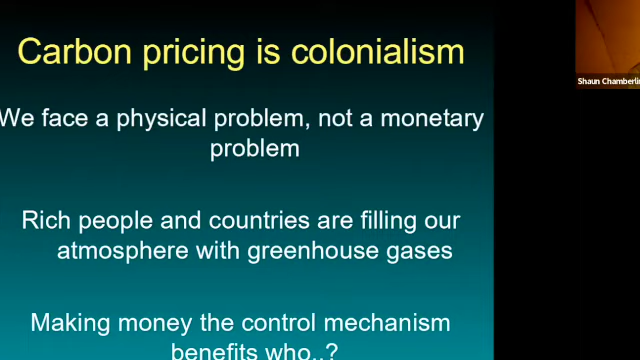 Carbon pricing is colonialism
We face a physical problem, not a monetary
problem
Rich people and countries are filling our
atmosphere with greenhouse gases
Making money the control mechanism
benefits who..?
Shaun Chamberlin